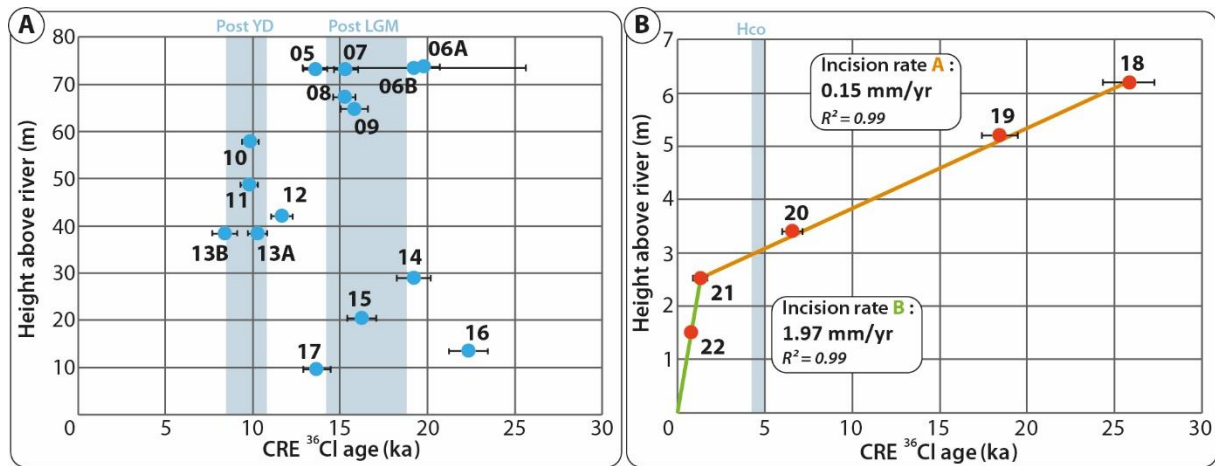 A
Post YD
Post LGM
80
70
60
50
40
30
20
10
0
5
10
15
20
25
30
Height above river (m)
CRE ³⁶Cl age (ka)
05
07
06A
06B
08
09
10
11
12
13B
13A
14
15
16
17
B
Hco
7
6
5
4
3
2
1
0
5
10
15
20
25
30
Height above river (m)
CRE ³⁶Cl age (ka)
Incision rate A :
0.15 mm/yr
R² = 0.99
18
19
20
21
22
Incision rate B :
1.97 mm/yr
R² = 0.99